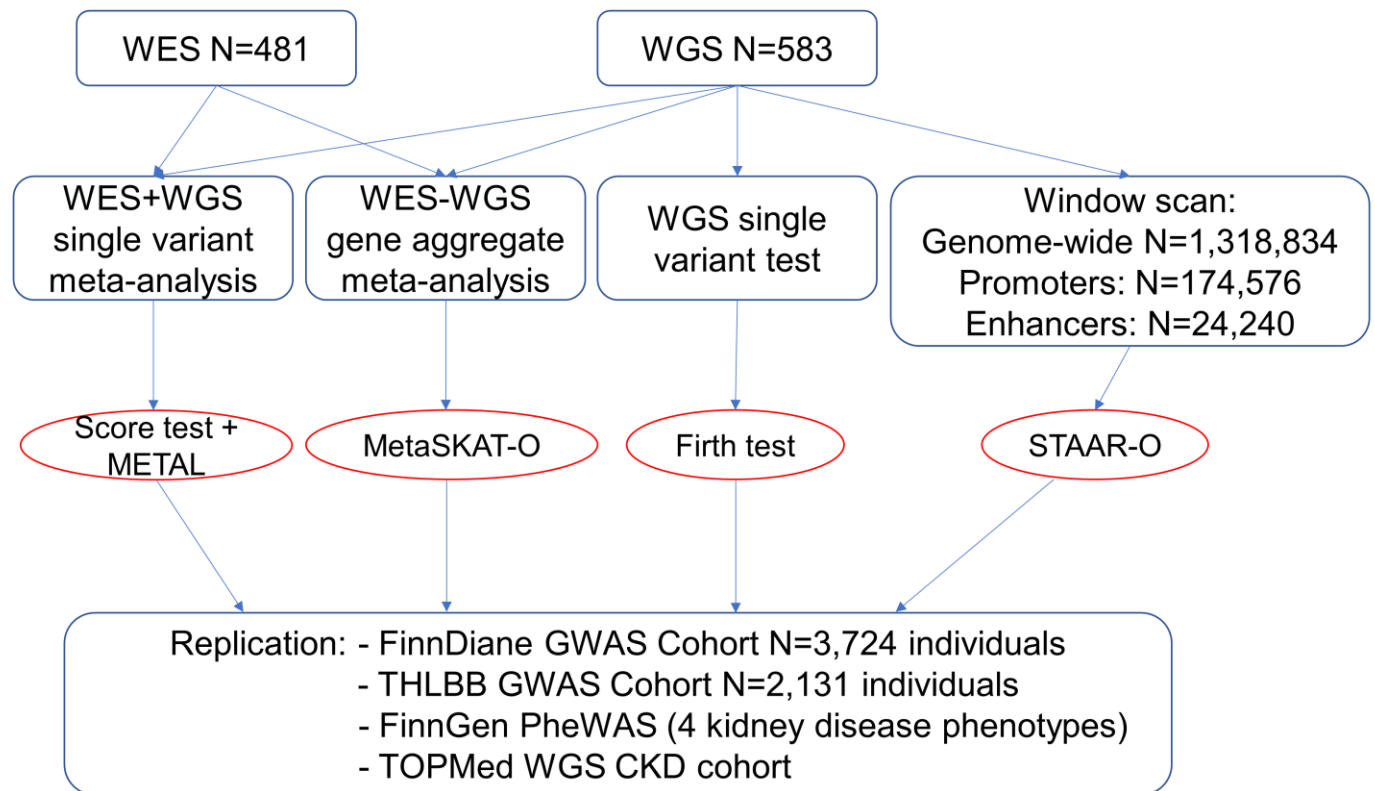 WES N=481
WGS N=583
WES+WGS
single variant
meta-analysis
WES-WGS
gene aggregate
meta-analysis
WGS single
variant test
Window scan:
Genome-wide N=1,318,834
Promoters: N=174,576
Enhancers: N=24,240
Score test +
METAL
MetaSKAT-O
Firth test
STAAR-O
Replication: - FinnDiane GWAS Cohort N=3,724 individuals
- THLBB GWAS Cohort N=2,131 individuals
- FinnGen PheWAS (4 kidney disease phenotypes)
- TOPMed WGS CKD cohort